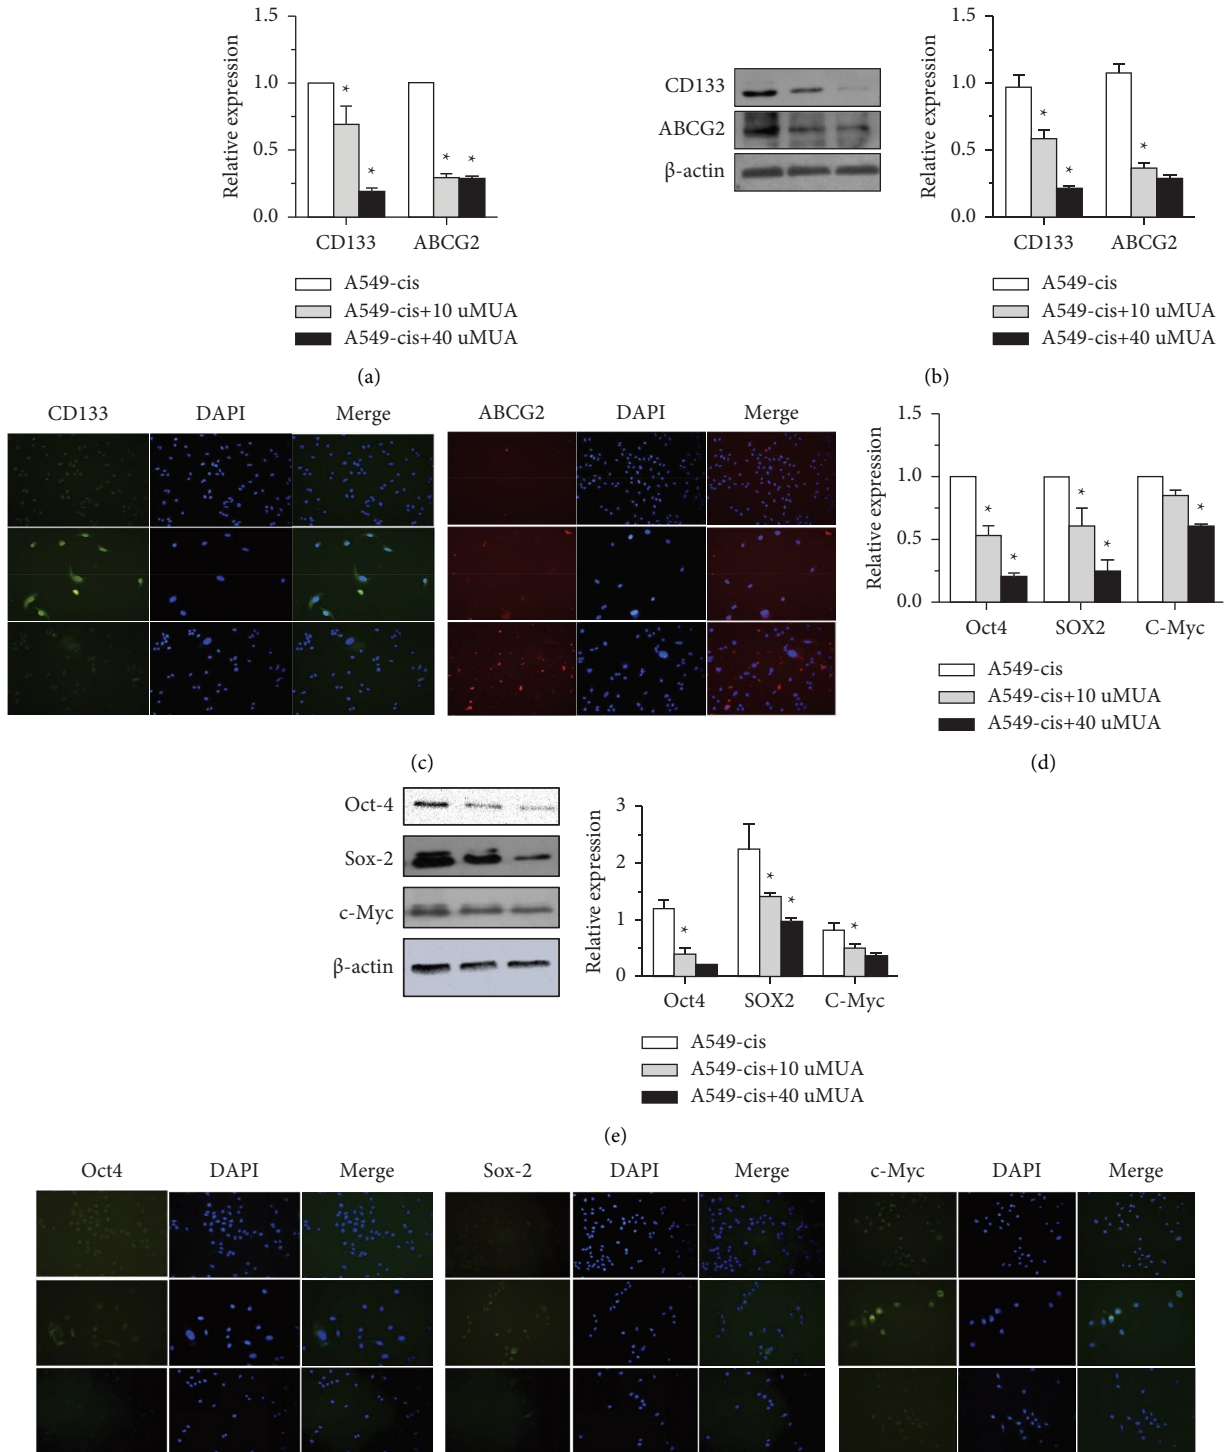 1.5
1.0
0.5
0.0
Relative expression
*
*
*
*
CD133
ABCG2
A549-cis
A549-cis+10 uMUA
A549-cis+40 uMUA
(a)
CD133
ABCG2
β-actin
1.5
1.0
0.5
0.0
Relative expression
*
*
*
CD133
ABCG2
A549-cis
A549-cis+10 uMUA
A549-cis+40 uMUA
(b)
CD133
DAPI
Merge
ABCG2
DAPI
Merge
(c)
1.5
1.0
0.5
0.0
Relative expression
*
*
*
*
*
Oct4
SOX2
C-Myc
A549-cis
A549-cis+10 uMUA
A549-cis+40 uMUA
(d)
Oct-4
Sox-2
c-Myc
β-actin
3
2
1
0
Relative expression
*
*
*
*
Oct4
SOX2
C-Myc
A549-cis
A549-cis+10 uMUA
A549-cis+40 uMUA
(e)
Oct4
DAPI
Merge
Sox-2
DAPI
Merge
c-Myc
DAPI
Merge